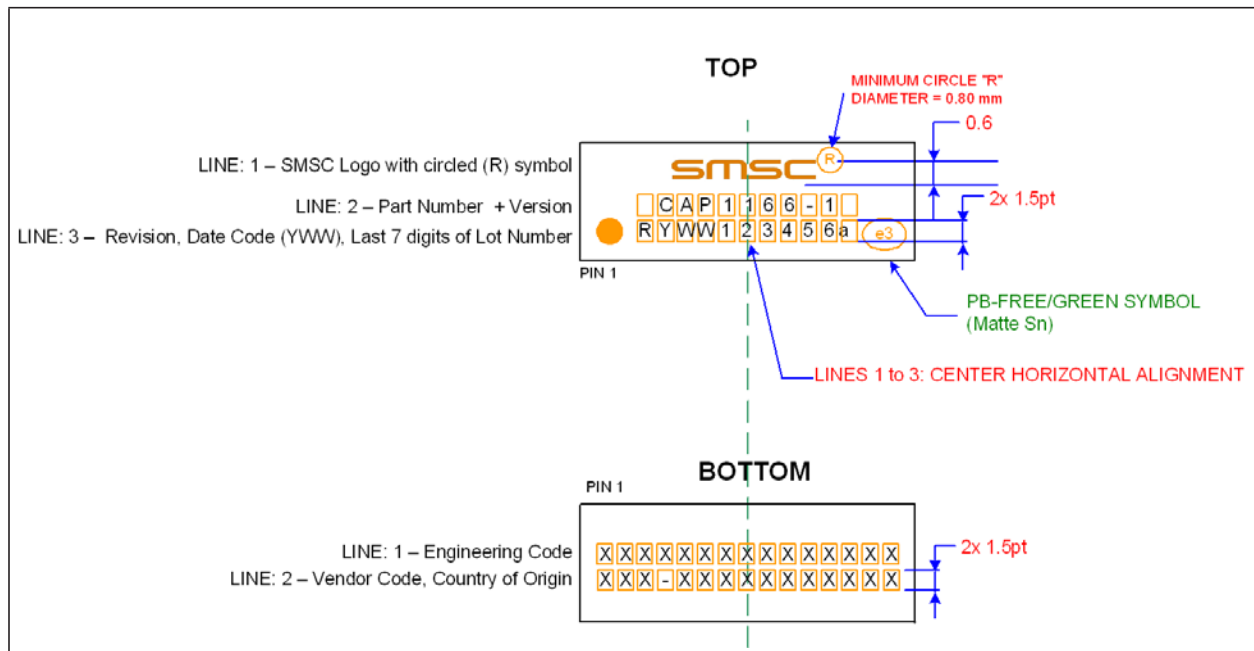 TOP
MINIMUM CIRCLE "R"
DIAMETER = 0.80 mm
0.6
LINE: 1 – SMSC Logo with circled (R) symbol
smsc R
LINE: 2 – Part Number + Version
CAP1166-1
2x 1.5pt
LINE: 3 – Revision, Date Code (YWW), Last 7 digits of Lot Number
RYWW123456a
e3
PIN 1
PB-FREE/GREEN SYMBOL
(Matte Sn)
LINES 1 to 3: CENTER HORIZONTAL ALIGNMENT
BOTTOM
PIN 1
LINE: 1 – Engineering Code
XXXXXXXXXXXXXXX
2x 1.5pt
LINE: 2 – Vendor Code, Country of Origin
XXX-XXXXXXXXXXX